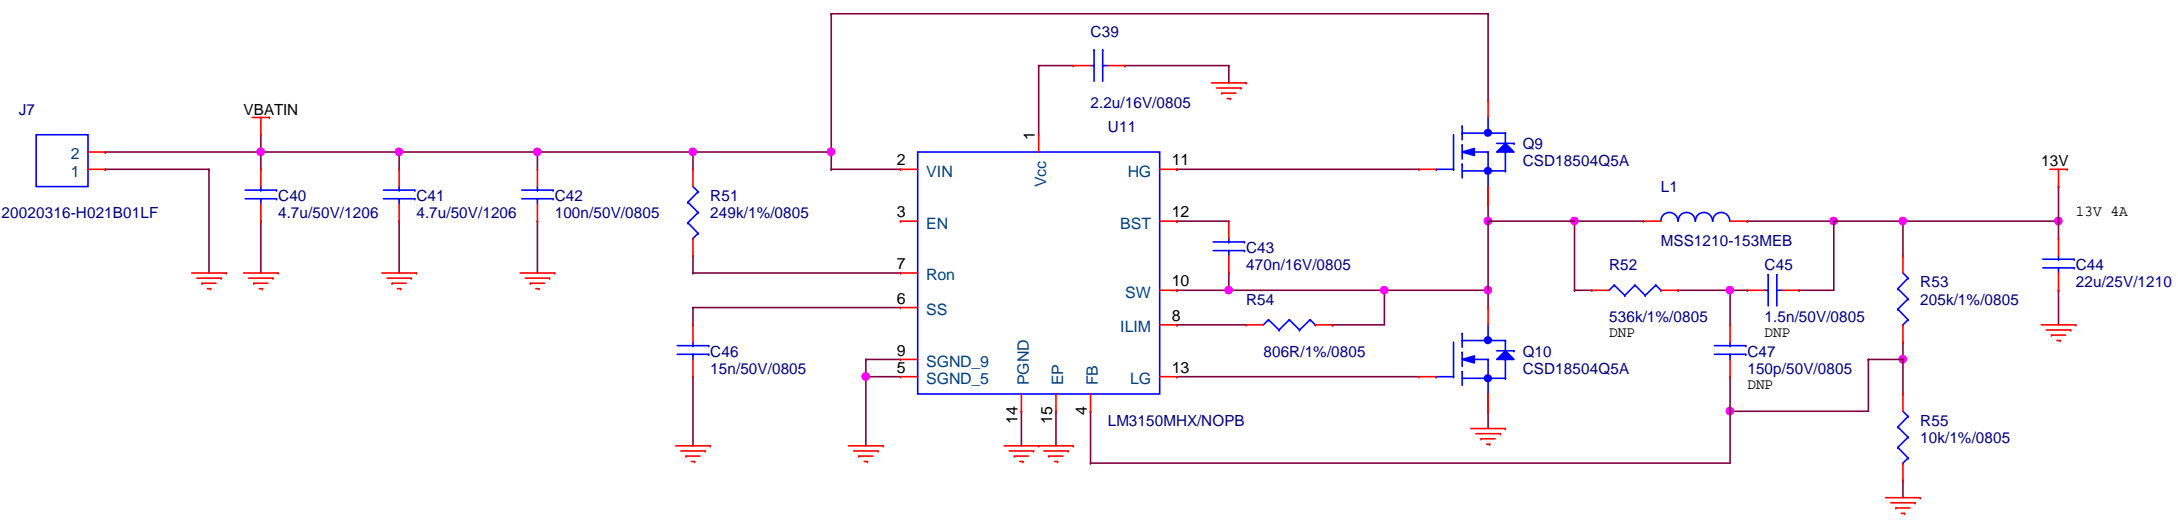 C39
2.2u/16V/0805
J7
2
1
20020316-H021B01LF
VBATIN
C40
4.7u/50V/1206
C41
4.7u/50V/1206
C42
100n/50V/0805
R51
249k/1%/0805
C46
15n/50V/0805
U11
1
Vcc
2
VIN
3
EN
7
Ron
6
SS
9
SGND_9
5
SGND_5
14
PGND
15
EP
4
FB
11
HG
12
BST
10
SW
8
ILIM
13
LG
LM3150MHX/NOPB
C43
470n/16V/0805
R54
806R/1%/0805
Q9
CSD18504Q5A
Q10
CSD18504Q5A
L1
MSS1210-153MEB
R52
536k/1%/0805
DNP
C45
1.5n/50V/0805
DNP
C47
150p/50V/0805
DNP
R53
205k/1%/0805
R55
10k/1%/0805
13V
13V 4A
C44
22u/25V/1210